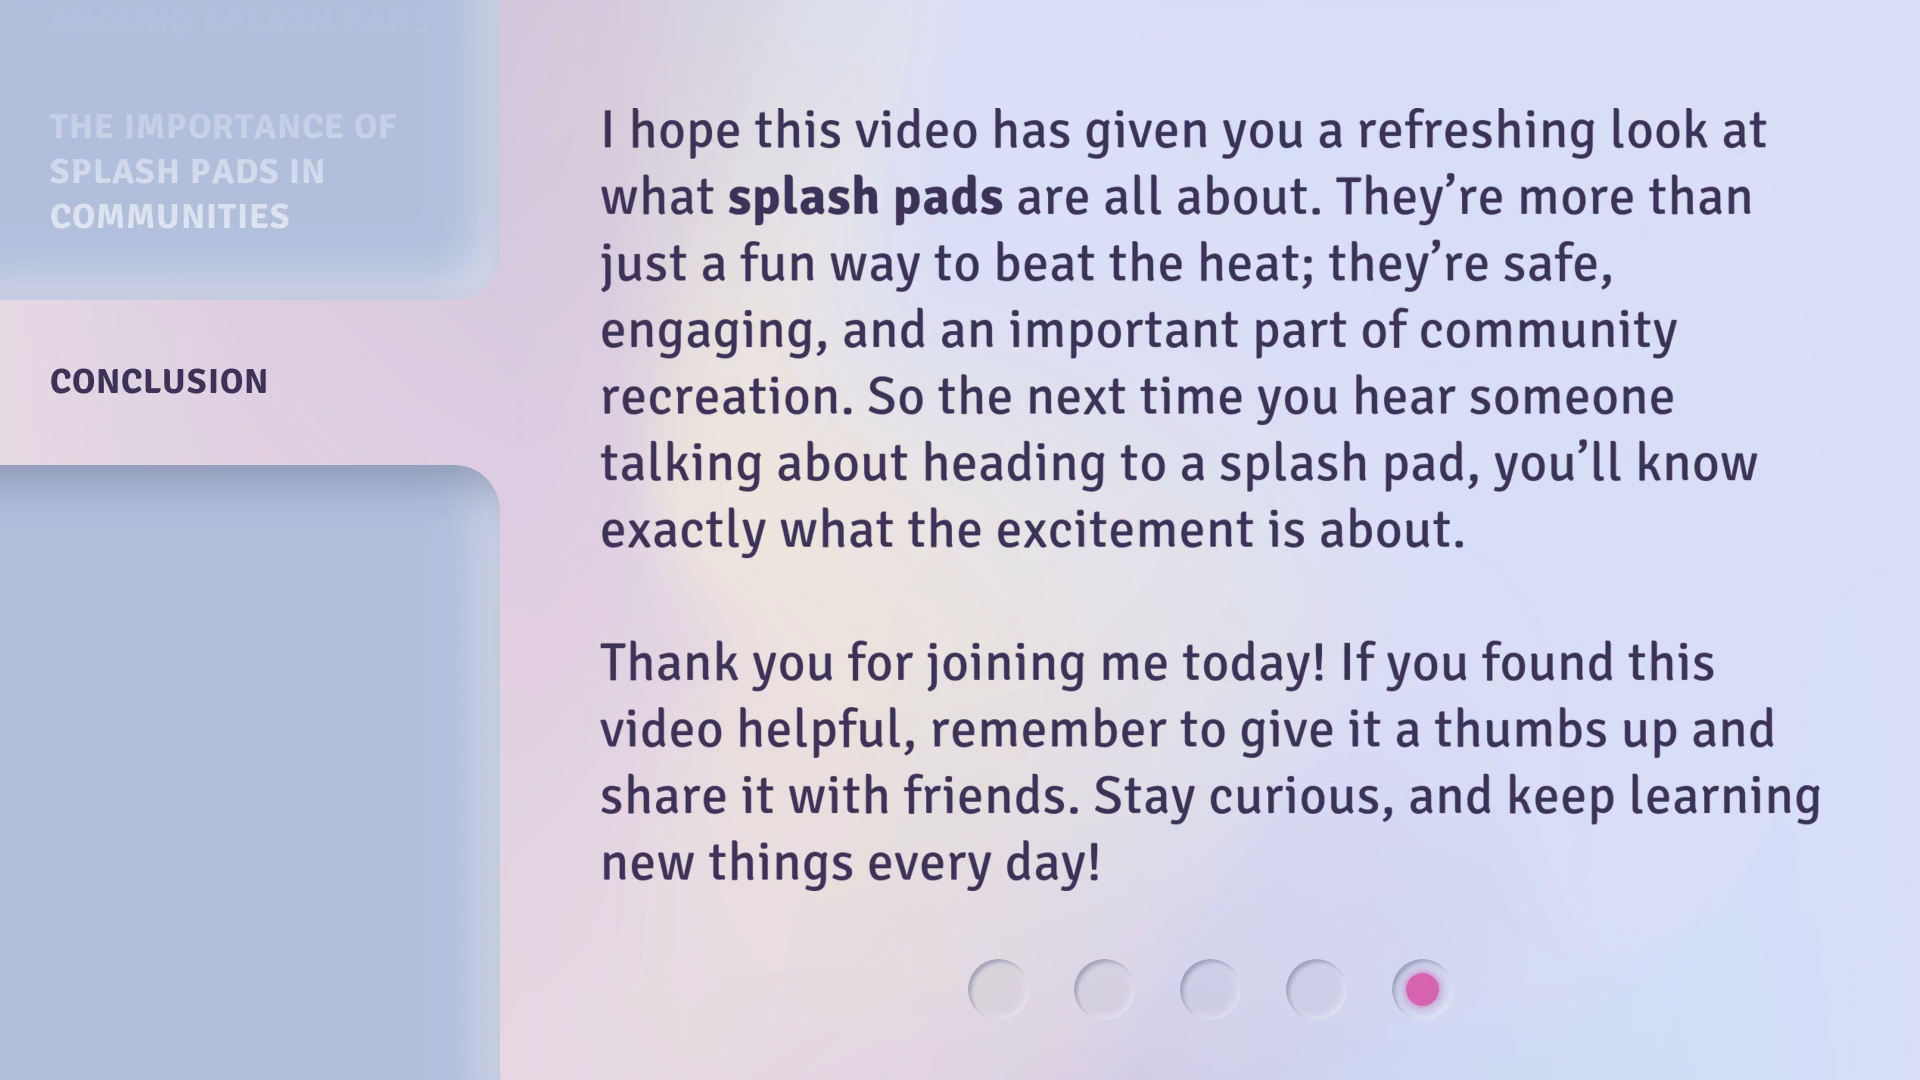 AROUND SPLASH PADS
THE IMPORTANCE OF
SPLASH PADS IN
COMMUNITIES
CONCLUSION
I hope this video has given you a refreshing look at
what splash pads are all about. They’re more than
just a fun way to beat the heat; they’re safe,
engaging, and an important part of community
recreation. So the next time you hear someone
talking about heading to a splash pad, you’ll know
exactly what the excitement is about.
Thank you for joining me today! If you found this
video helpful, remember to give it a thumbs up and
share it with friends. Stay curious, and keep learning
new things every day!